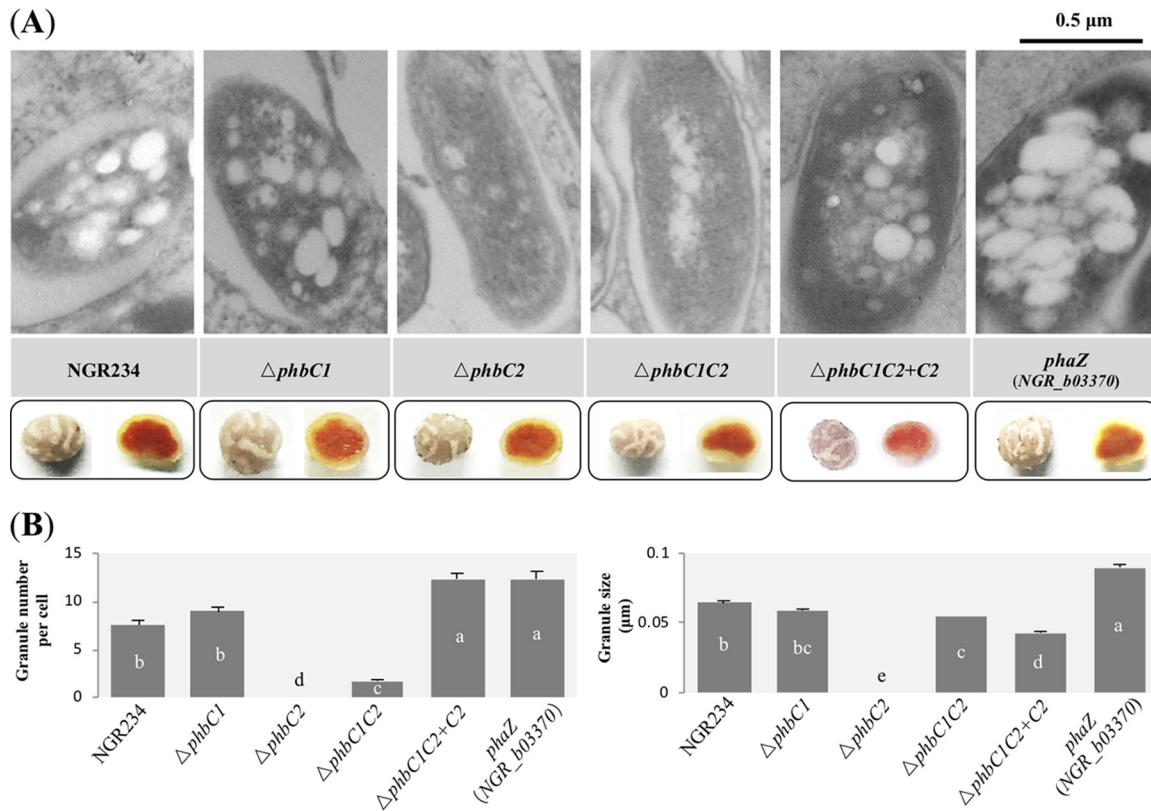 (A)
0.5 μm
NGR234
△phbC1
△phbC2
△phbC1C2
△phbC1C2+C2
phaZ
(NGR_b03370)
(B)
Granule number
per cell
15
10
5
0
b
b
d
c
a
a
NGR234
△phbC1
△phbC2
△phbC1C2
△phbC1C2+C2
phaZ
(NGR_b03370)
Granule size
(μm)
0.1
0.05
0
b
bc
e
c
d
a
NGR234
△phbC1
△phbC2
△phbC1C2
△phbC1C2+C2
phaZ
(NGR_b03370)